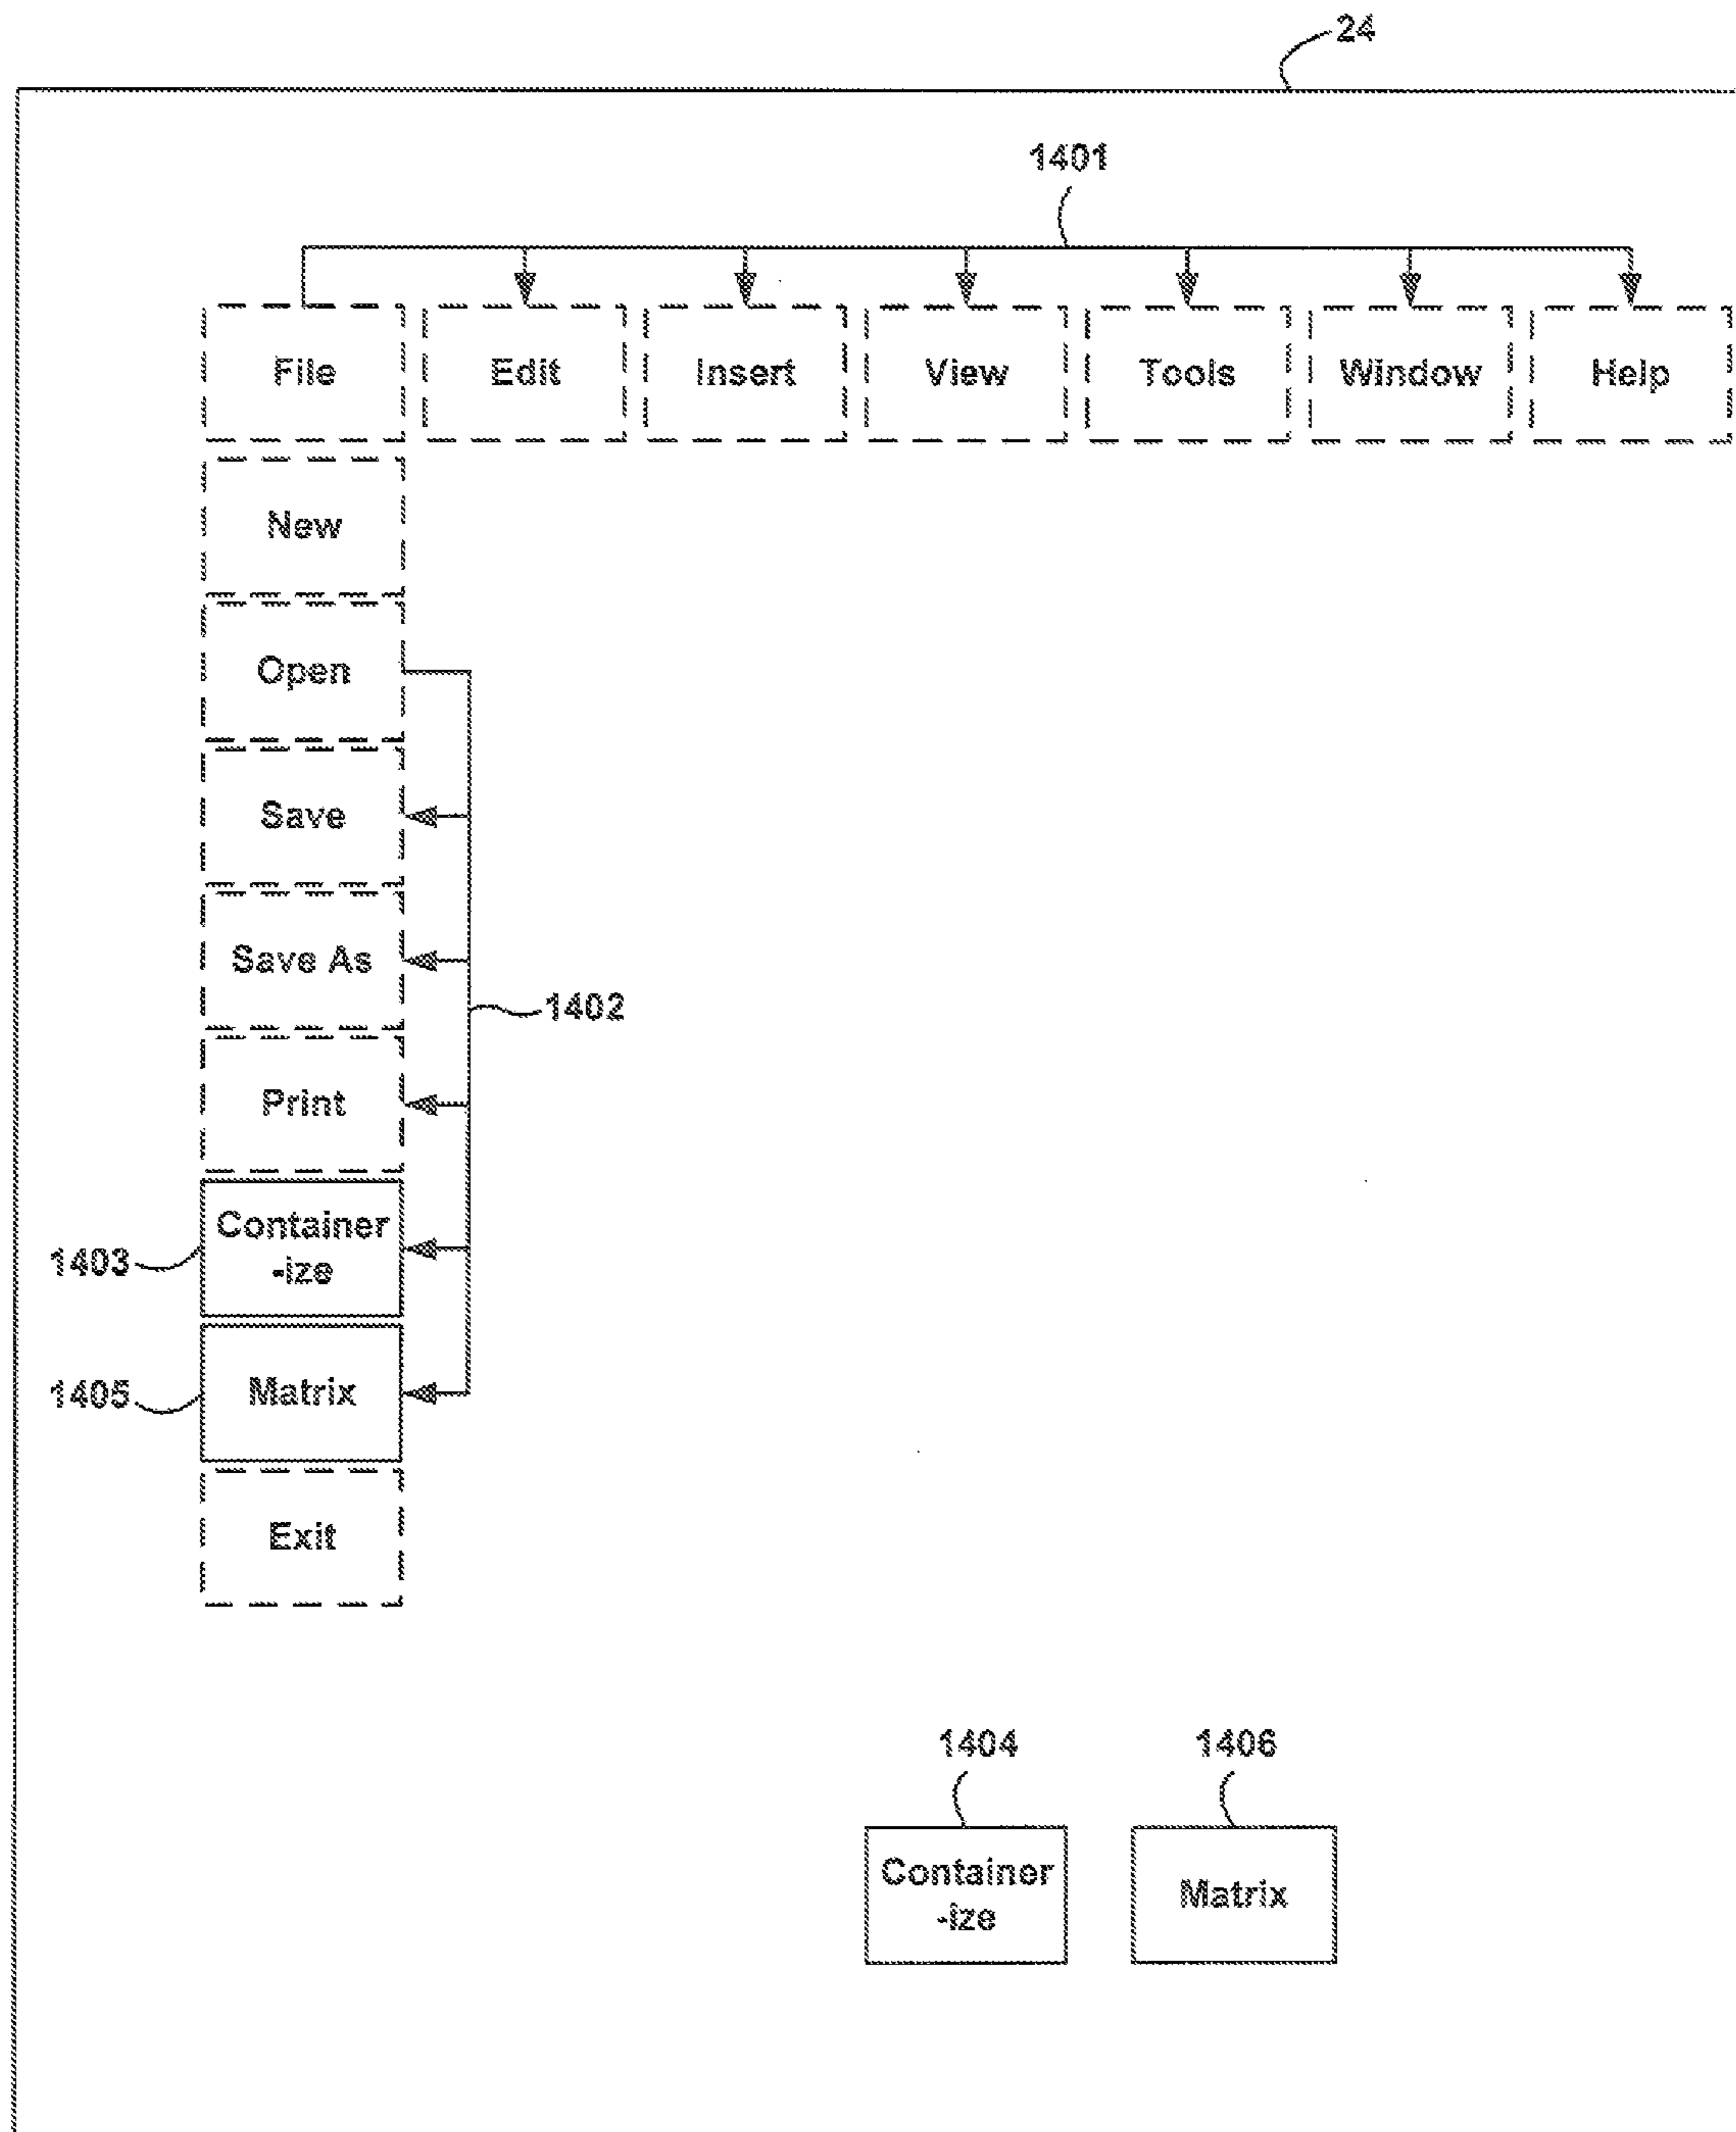 24
1401
File Edit Insert View Tools Window Help
New
Open
Save
Save As
1402
Print
Container
-ize
1403
Matrix
1405
Exit
1404 1406
Container
-ize
Matrix